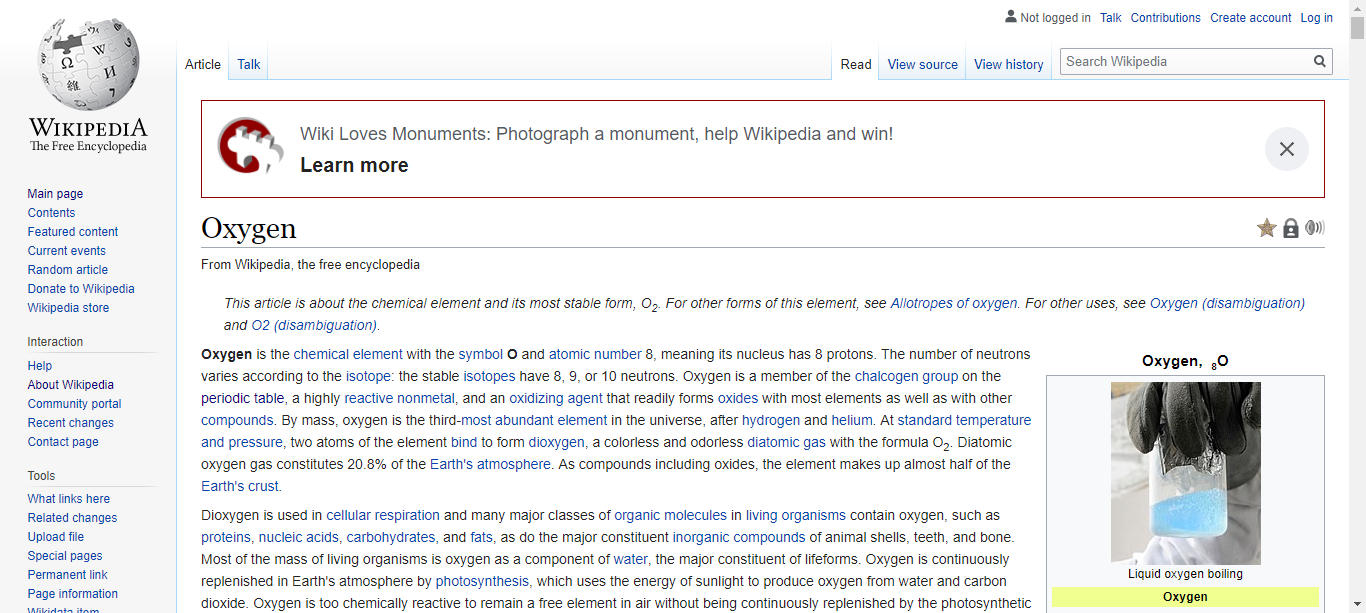 Not logged in Talk Contributions Create account Log in
Article Talk Read View source View history Search Wikipedia
WIKIPEDIA
The Free Encyclopedia
Main page
Contents
Featured content
Current events
Random article
Donate to Wikipedia
Wikipedia store
Interaction
Help
About Wikipedia
Community portal
Recent changes
Contact page
Tools
What links here
Related changes
Upload file
Special pages
Permanent link
Page information
Wikidata item
Wiki Loves Monuments: Photograph a monument, help Wikipedia and win!
Learn more
Oxygen
From Wikipedia, the free encyclopedia
This article is about the chemical element and its most stable form, O2. For other forms of this element, see Allotropes of oxygen. For other uses, see Oxygen (disambiguation)
and O2 (disambiguation).
Oxygen is the chemical element with the symbol O and atomic number 8, meaning its nucleus has 8 protons. The number of neutrons
varies according to the isotope: the stable isotopes have 8, 9, or 10 neutrons. Oxygen is a member of the chalcogen group on the
periodic table, a highly reactive nonmetal, and an oxidizing agent that readily forms oxides with most elements as well as with other
compounds. By mass, oxygen is the third-most abundant element in the universe, after hydrogen and helium. At standard temperature
and pressure, two atoms of the element bind to form dioxygen, a colorless and odorless diatomic gas with the formula O2. Diatomic
oxygen gas constitutes 20.8% of the Earth's atmosphere. As compounds including oxides, the element makes up almost half of the
Earth's crust.
Dioxygen is used in cellular respiration and many major classes of organic molecules in living organisms contain oxygen, such as
proteins, nucleic acids, carbohydrates, and fats, as do the major constituent inorganic compounds of animal shells, teeth, and bone.
Most of the mass of living organisms is oxygen as a component of water, the major constituent of lifeforms. Oxygen is continuously
replenished in Earth's atmosphere by photosynthesis, which uses the energy of sunlight to produce oxygen from water and carbon
dioxide. Oxygen is too chemically reactive to remain a free element in air without being continuously replenished by the photosynthetic
Oxygen, 8O
Liquid oxygen boiling
Oxygen